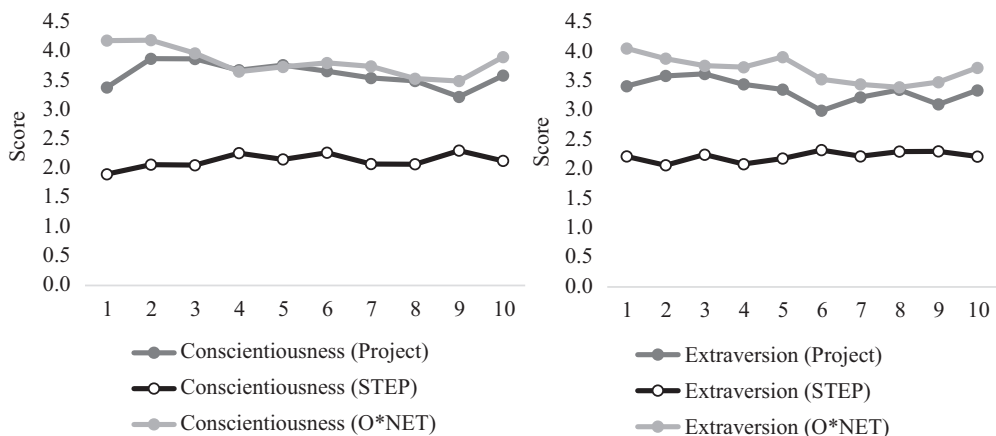 4.5
4.0
3.5
3.0
2.5
2.0
1.5
1.0
0.5
0.0
Score
1 2 3 4 5 6 7 8 9 10
Conscientiousness (Project)
Conscientiousness (STEP)
Conscientiousness (O*NET)
4.5
4.0
3.5
3.0
2.5
2.0
1.5
1.0
0.5
0.0
Score
1 2 3 4 5 6 7 8 9 10
Extraversion (Project)
Extraversion (STEP)
Extraversion (O*NET)